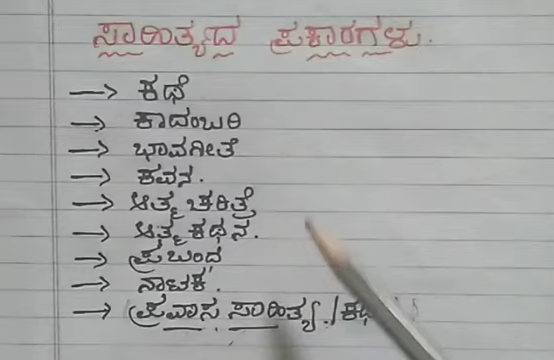 ಸಾಹಿತ್ಯದ ಪ್ರಕಾರಗಳು.
→ ಕಥೆ
→ ಕಾದಂಬರಿ
→ ಭಾವಗೀತೆ
→ ಕವನ.
→ ಆತ್ಮ ಚರಿತ್ರೆ
→ ಆತ್ಮ ಕಥನ.
→ ಪ್ರಬಂಧ
→ ನಾಟಕ.
→ (ಪ್ರವಾಸ ಸಾಹಿತ್ಯ./